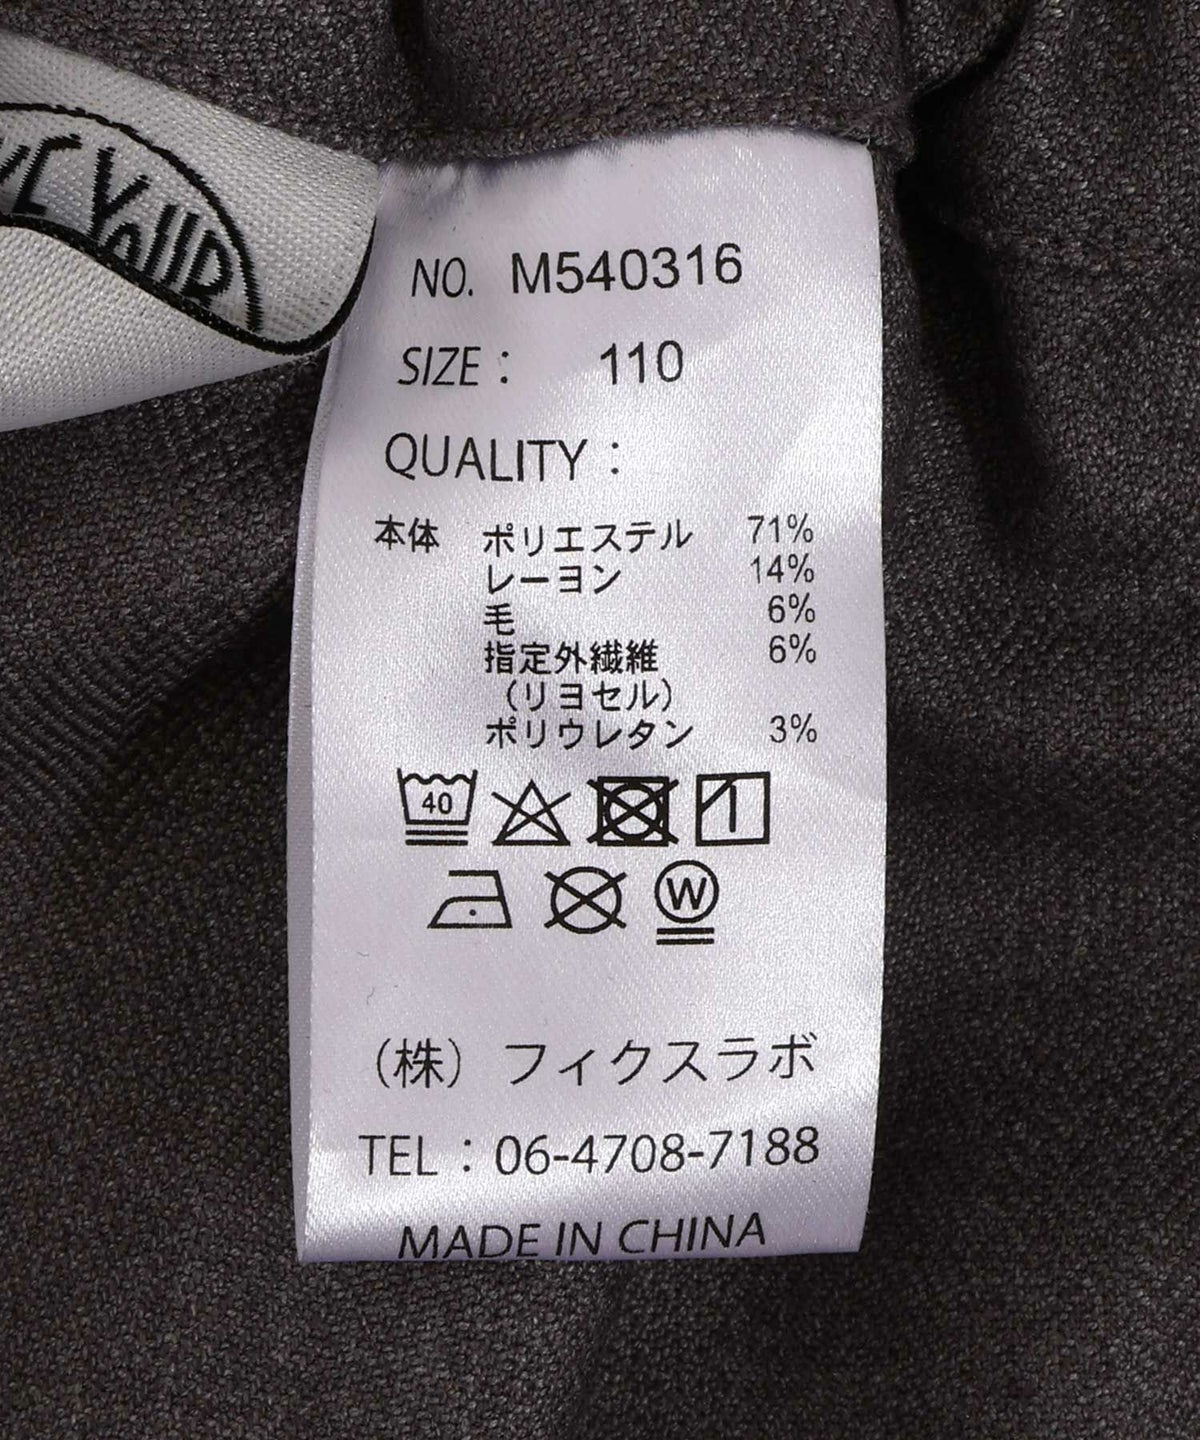 YOUR
NO. M540316
SIZE : 110
QUALITY :
本体 ポリエステル 71%
レーヨン 14%
毛 6%
指定外繊維 6%
(リヨセル)
ポリウレタン 3%
40
W
(株) フィクスラボ
TEL : 06-4708-7188
MADE IN CHINA